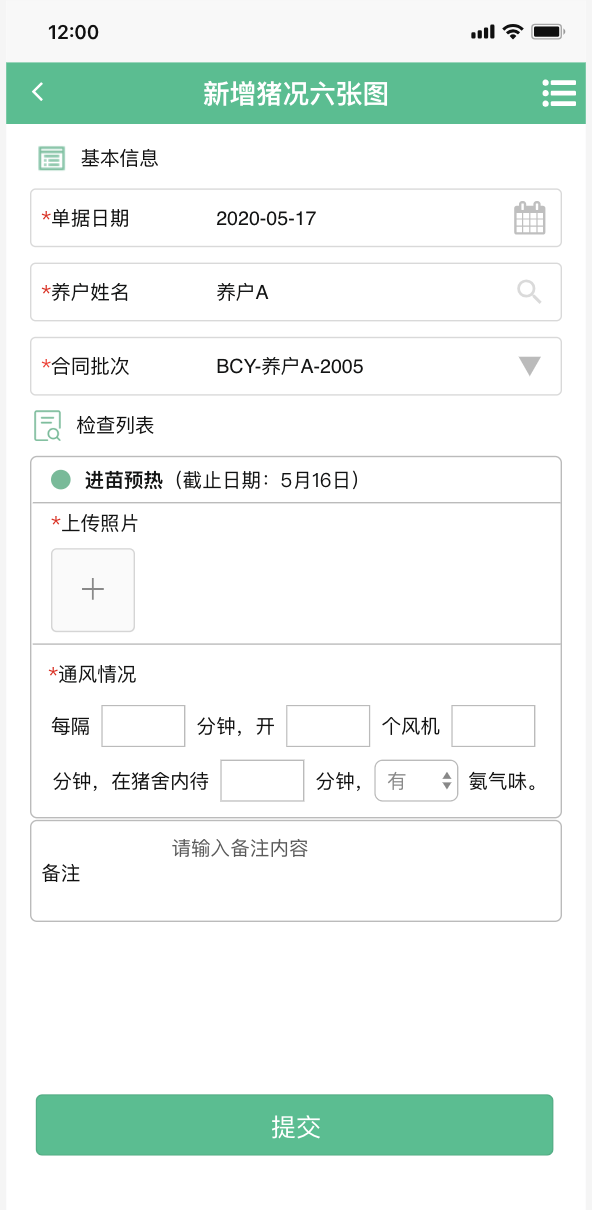 12:00
新增猪况六张图
基本信息
*单据日期 2020-05-17
*养户姓名 养户A
*合同批次 BCY-养户A-2005
检查列表
进苗预热（截止日期：5月16日）
*上传照片
*通风情况
每隔 分钟，开 个风机
分钟，在猪舍内待 分钟， 有 氨气味。
请输入备注内容
备注
提交